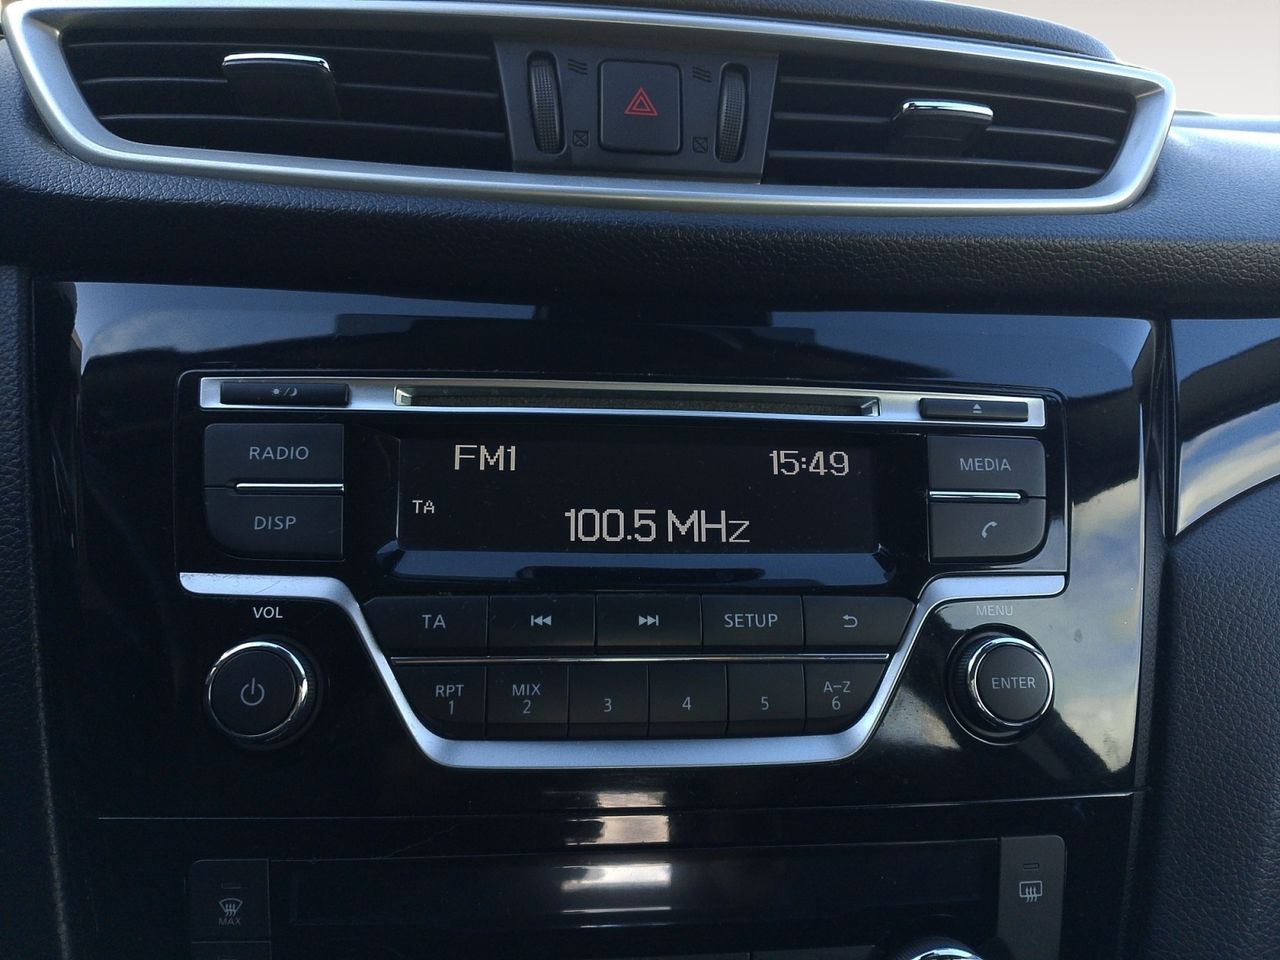 RADIO
FM1 15:49
MEDIA
DISP
TA
100.5 MHz
VOL
TA
SETUP
MENU
RPT
1
MIX
2
3
4
5
A-Z
6
ENTER
MAX